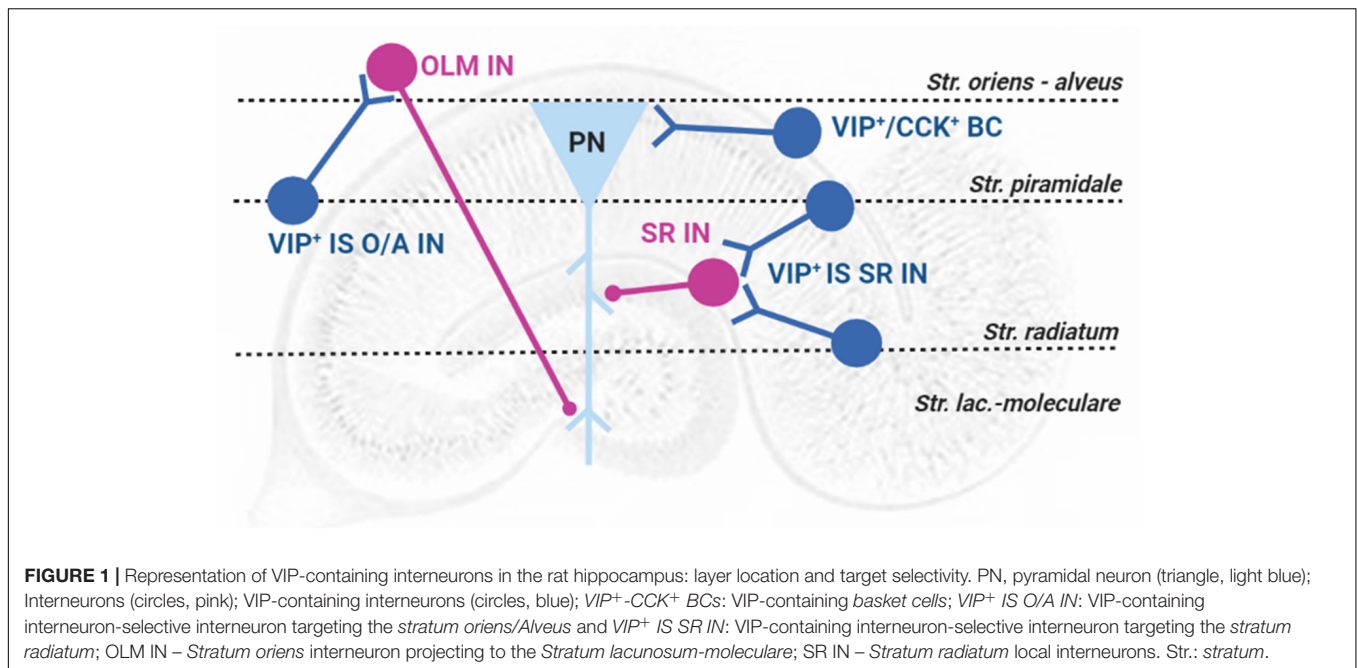 OLM IN
Str. oriens - alveus
PN
VIP⁺/CCK⁺ BC
Str. piramidale
SR IN
VIP⁺ IS O/A IN
VIP⁺ IS SR IN
Str. radiatum
Str. lac.-moleculare
FIGURE 1 | Representation of VIP-containing interneurons in the rat hippocampus: layer location and target selectivity. PN, pyramidal neuron (triangle, light blue);
Interneurons (circles, pink); VIP-containing interneurons (circles, blue); VIP⁺-CCK⁺ BCs: VIP-containing basket cells; VIP⁺ IS O/A IN: VIP-containing
interneuron-selective interneuron targeting the stratum oriens/Alveus and VIP⁺ IS SR IN: VIP-containing interneuron-selective interneuron targeting the stratum
radiatum; OLM IN – Stratum oriens interneuron projecting to the Stratum lacunosum-moleculare; SR IN – Stratum radiatum local interneurons. Str.: stratum.